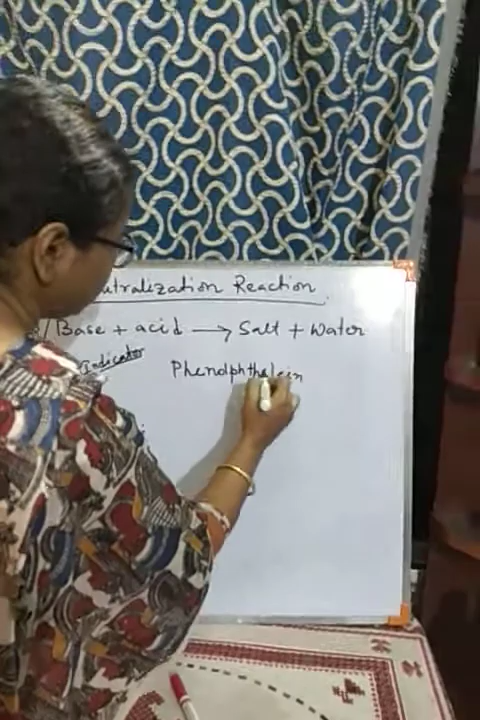 utralization Reaction
/Base + acid → Salt + Water
Indicator
Phenolphthalein